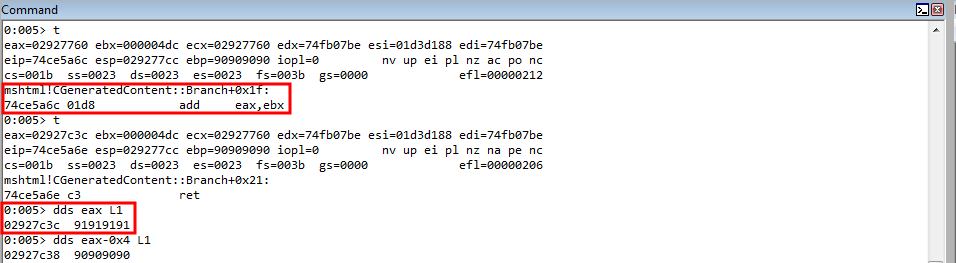 Command
0:005> t
eax=02927760 ebx=000004dc ecx=02927760 edx=74fb07be esi=01d3d188 edi=74fb07be
eip=74ce5a6c esp=029277cc ebp=90909090 iopl=0 nv up ei pl nz ac po nc
cs=001b ss=0023 ds=0023 es=0023 fs=003b gs=0000 efl=00000212
mshtml!CGeneratedContent::Branch+0x1f:
74ce5a6c 01d8 add eax,ebx
0:005> t
eax=02927c3c ebx=000004dc ecx=02927760 edx=74fb07be esi=01d3d188 edi=74fb07be
eip=74ce5a6e esp=029277cc ebp=90909090 iopl=0 nv up ei pl nz na pe nc
cs=001b ss=0023 ds=0023 es=0023 fs=003b gs=0000 efl=00000206
mshtml!CGeneratedContent::Branch+0x21:
74ce5a6e c3 ret
0:005> dds eax L1
02927c3c 91919191
0:005> dds eax-0x4 L1
02927c38 90909090